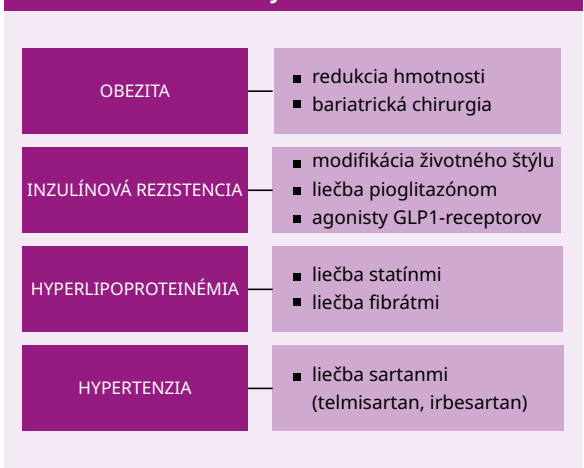 OBEZITA
▪ redukcia hmotnosti
▪ bariatrická chirurgia
INZULÍNOVÁ REZISTENCIA
▪ modifikácia životného štýlu
▪ liečba pioglitazónom
▪ agonisty GLP1-receptorov
HYPERLIPOPROTEINÉMIA
▪ liečba statínmi
▪ liečba fibrátmi
HYPERTENZIA
▪ liečba sartanmi
(telmisartan, irbesartan)